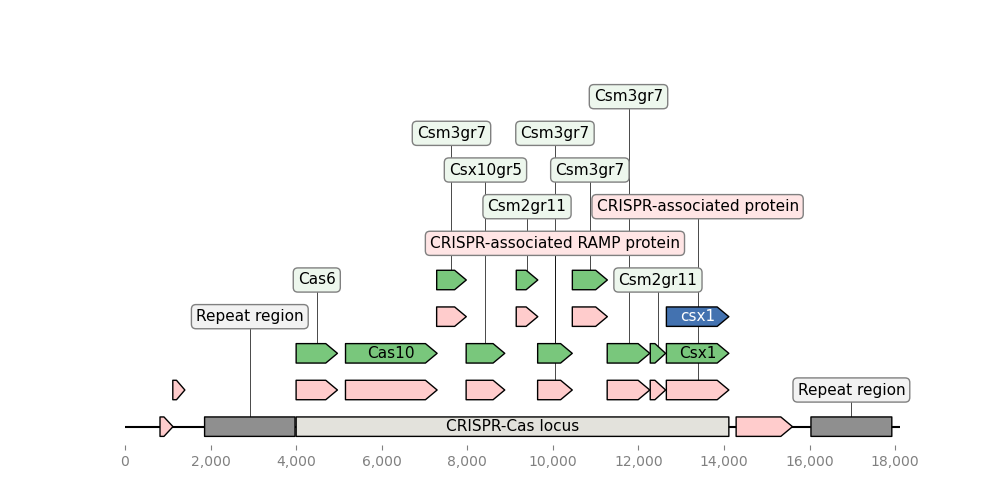 Csm3gr7
Csm3gr7 Csm3gr7
Csx10gr5 Csm3gr7
Csm2gr11 CRISPR-associated protein
CRISPR-associated RAMP protein
Cas6 Csm2gr11
Repeat region csx1
Cas10 Csx1
Repeat region
CRISPR-Cas locus
0 2,000 4,000 6,000 8,000 10,000 12,000 14,000 16,000 18,000